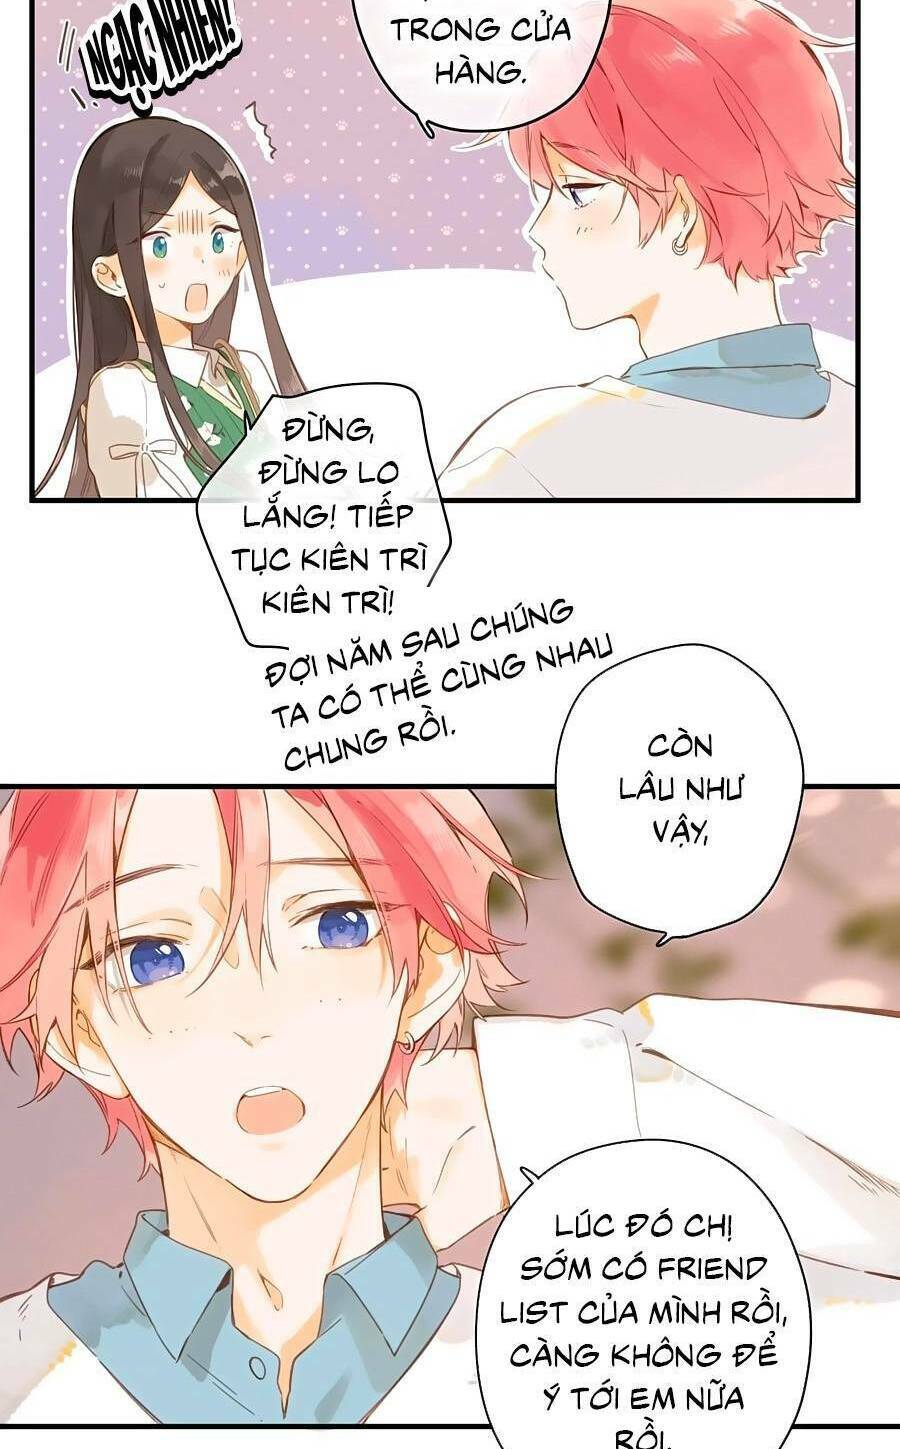 NGẠC NHIÊN!
TRONG CỬA
HÀNG.
ĐỪNG,
ĐỪNG LO
LẮNG! TIẾP
TỤC KIÊN TRÌ
KIÊN TRÌ!
ĐỢI NĂM SAU CHÚNG
TA CÓ THỂ CÙNG NHAU
CHUNG RỒI.
CÒN
LÂU NHƯ
VẬY,
LÚC ĐÓ CHỊ
SỚM CÓ FRIEND
LIST CỦA MÌNH RỒI,
CÀNG KHÔNG ĐỂ
Ý TỚI EM NỮA
RỒI.